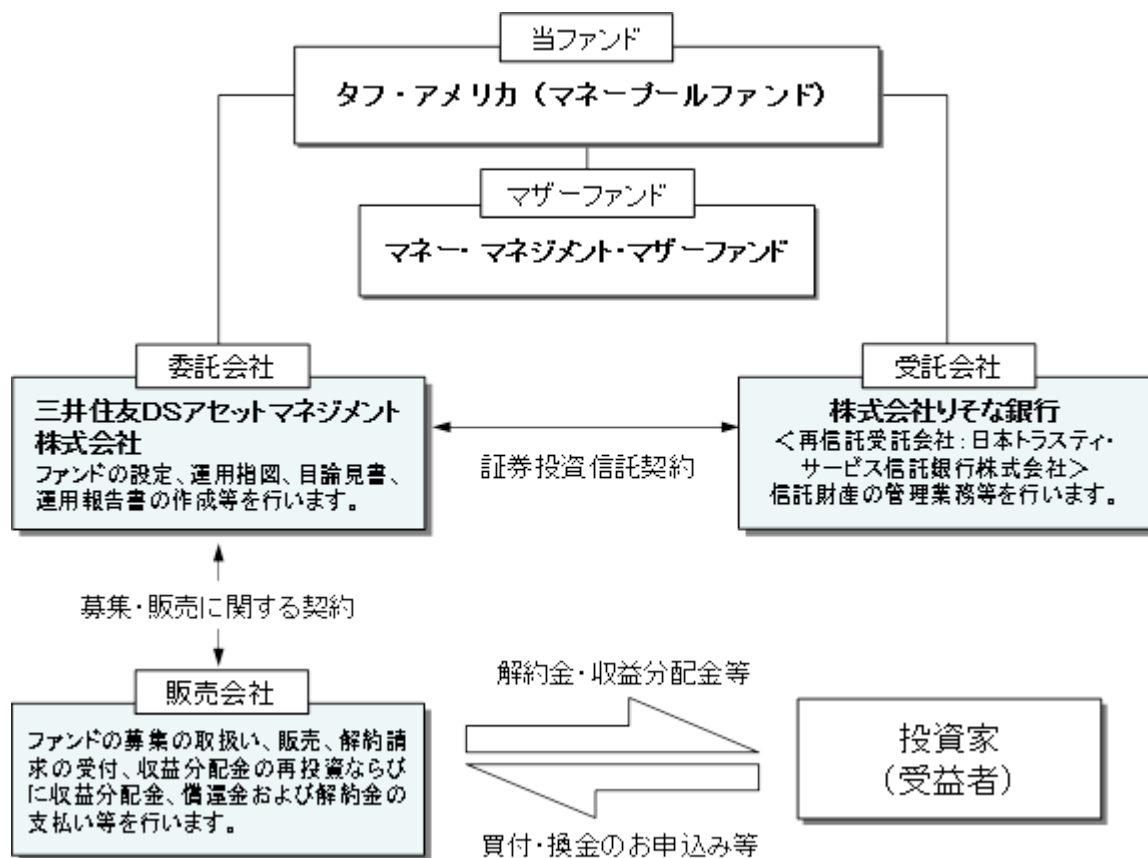 当ファンド
タフ・アメリカ（マネープールファンド）
マザーファンド
マネー・マネジメント・マザーファンド
委託会社
三井住友DSアセットマネジメント
株式会社
ファンドの設定、運用指図、目論見書、
運用報告書の作成等を行います。
証券投資信託契約
受託会社
株式会社りそな銀行
＜再信託受託会社：日本トラスティ・
サービス信託銀行株式会社＞
信託財産の管理業務等を行います。
募集・販売に関する契約
販売会社
ファンドの募集の取扱い、販売、解約請
求の受付、収益分配金の再投資ならび
に収益分配金、償還金および解約金の
支払い等を行います。
解約金・収益分配金等
買付・換金のお申込み等
投資家
（受益者）